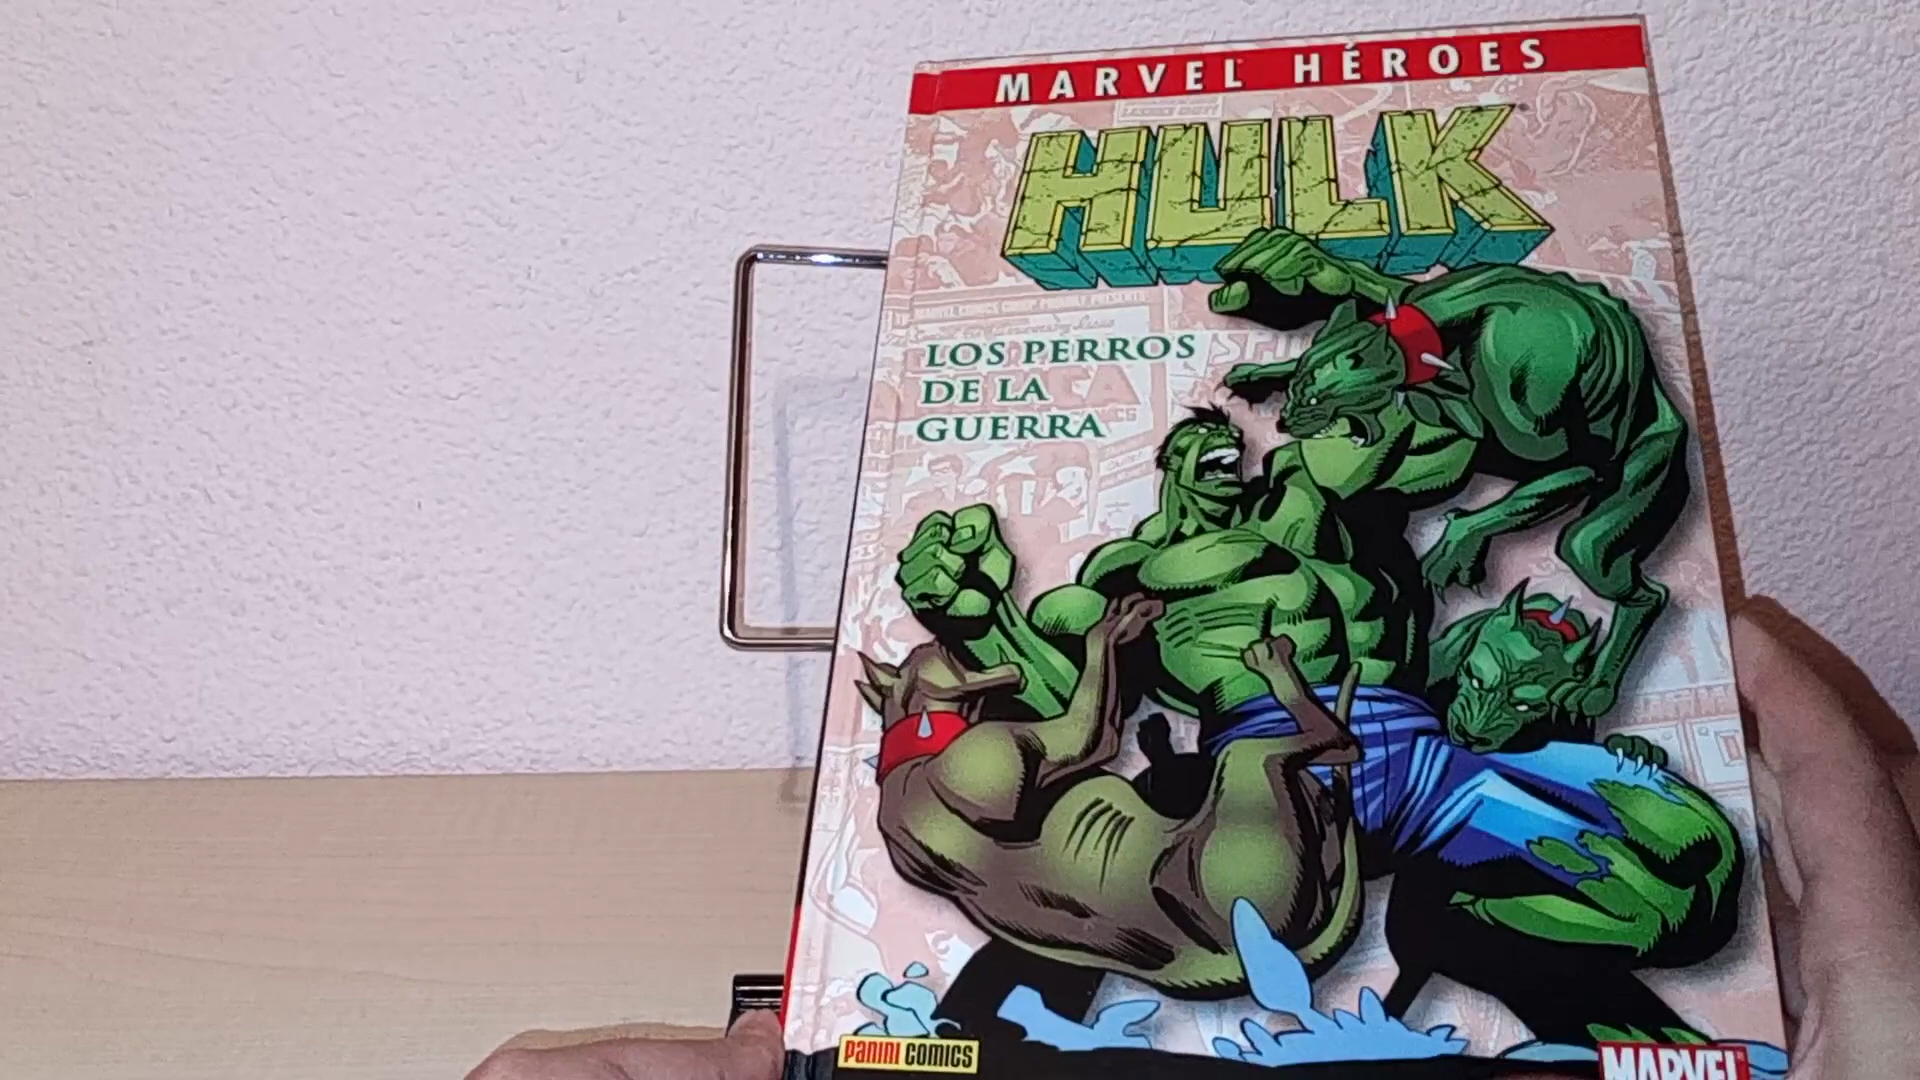 MARVEL HÉROES
HULK
LOS PERROS
DE LA
GUERRA
PANINI COMICS
MARVEL